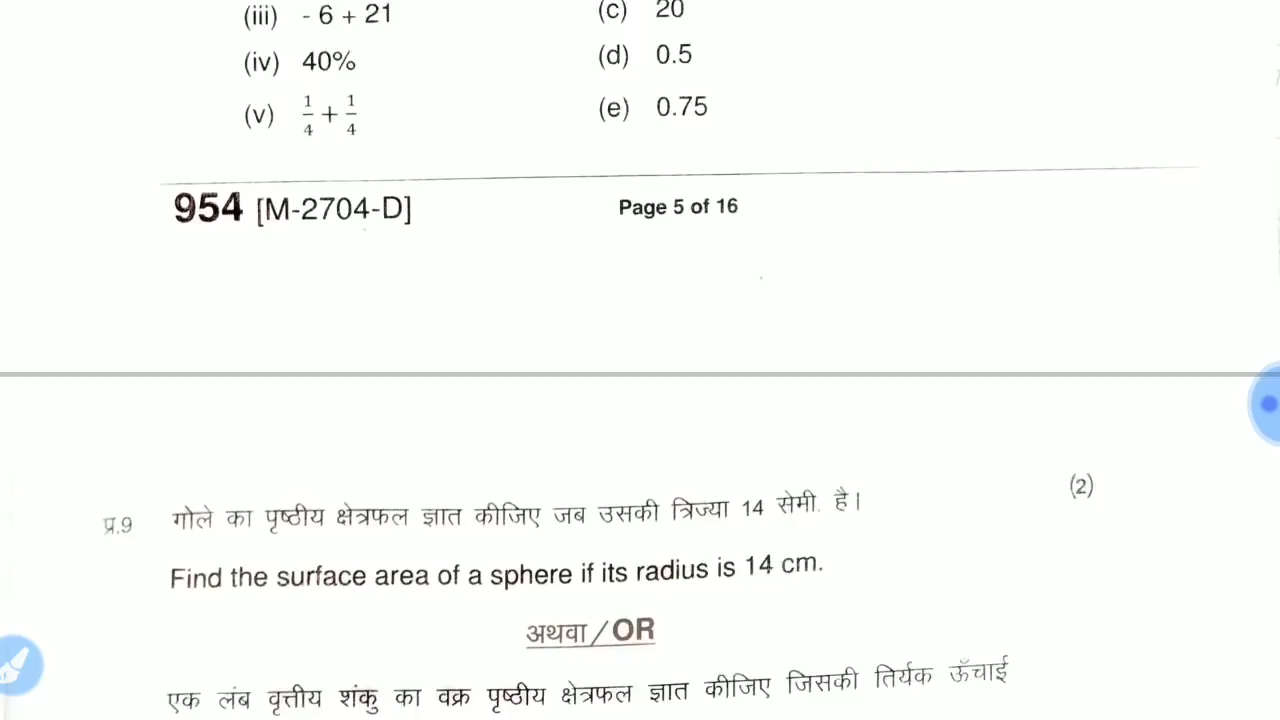 (iii) - 6 + 21 (c) 20
(iv) 40% (d) 0.5
(v) 1/4 + 1/4 (e) 0.75
954 [M-2704-D] Page 5 of 16
(2)
प्र.9 गोले का पृष्ठीय क्षेत्रफल ज्ञात कीजिए जब उसकी त्रिज्या 14 सेमी. है।
Find the surface area of a sphere if its radius is 14 cm.
अथवा / OR
एक लंब वृत्तीय शंकु का वक्र पृष्ठीय क्षेत्रफल ज्ञात कीजिए जिसकी तिर्यक ऊँचाई